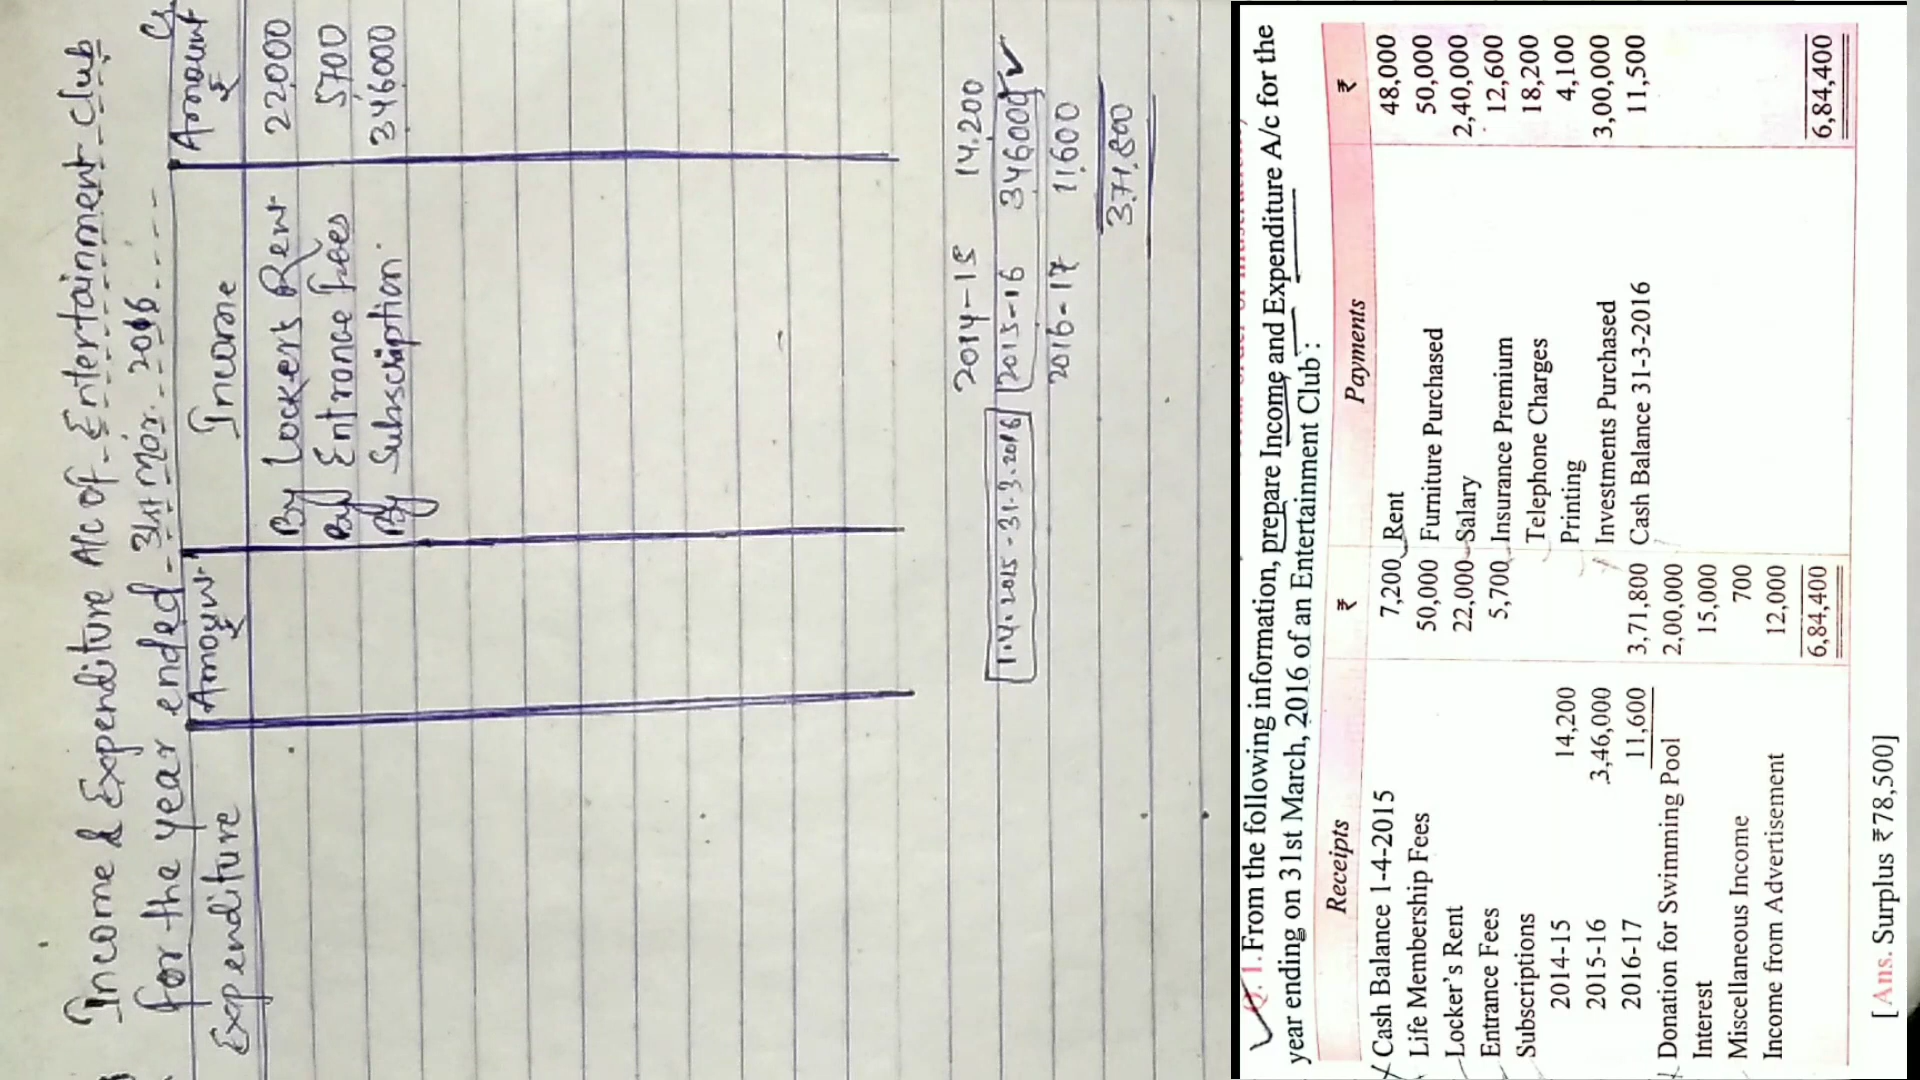 Income & Expenditure A/c of Entertainment Club
for the year ended 31st Mar. 2016
Cr.
Expenditure Amount ₹ Income Amount ₹
By Locker's Rent 22000
By Entrance Fees 5700
By Subscription 346000
2014-15 14,200
1.4.2015-31.3.2016 2015-16 346000 ✓
2016-17 11600
3,71,800
Q. 1. From the following information, prepare Income and Expenditure A/c for the
year ending on 31st March, 2016 of an Entertainment Club :
Receipts ₹ Payments ₹
Cash Balance 1-4-2015 7,200 Rent 48,000
Life Membership Fees 50,000 Furniture Purchased 50,000
Locker's Rent 22,000 Salary 2,40,000
Entrance Fees 5,700 Insurance Premium 12,600
Subscriptions Telephone Charges 18,200
2014-15 14,200 Printing 4,100
2015-16 3,46,000 Investments Purchased 3,00,000
2016-17 11,600 3,71,800 Cash Balance 31-3-2016 11,500
Donation for Swimming Pool 2,00,000
Interest 15,000
Miscellaneous Income 700
Income from Advertisement 12,000
6,84,400 6,84,400
[Ans. Surplus ₹78,500]